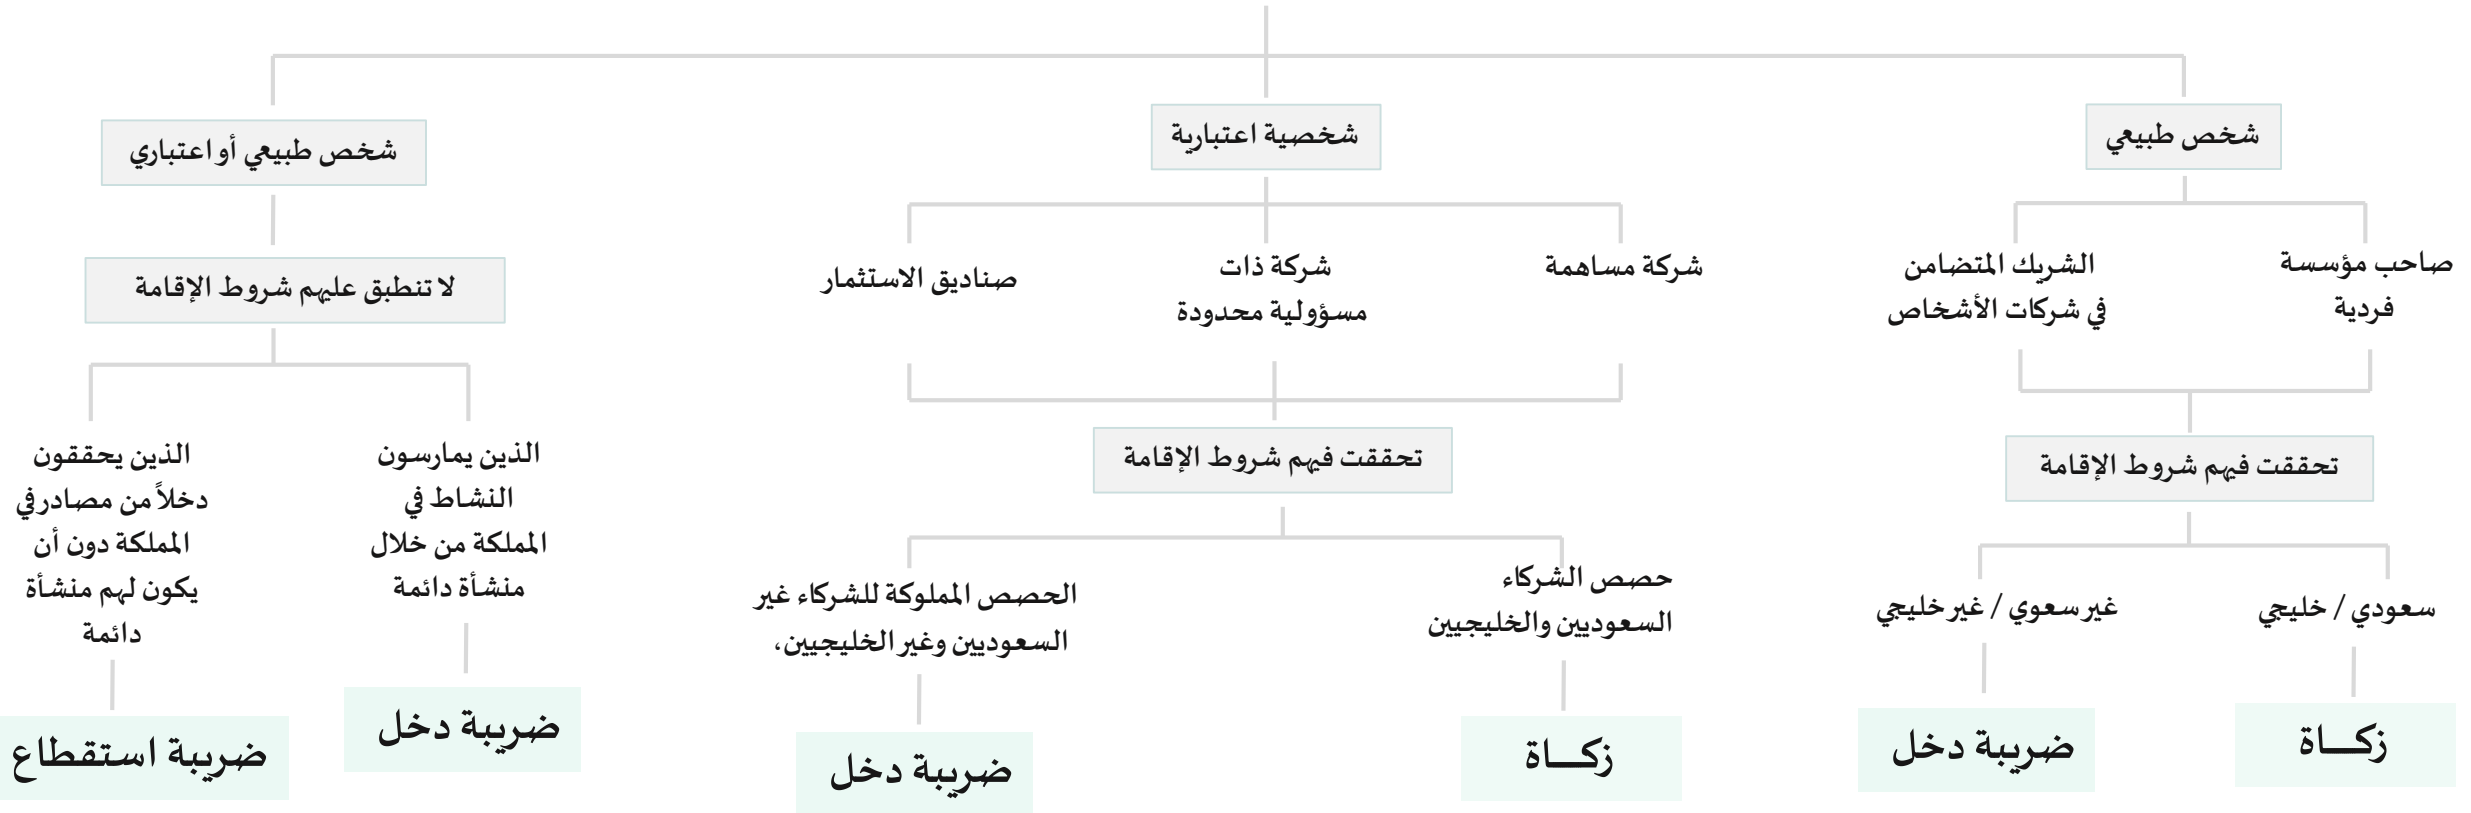 شخص طبيعي
شخصية اعتبارية
شخص طبيعي أو اعتباري
صاحب مؤسسة
فردية
الشريك المتضامن
في شركات الأشخاص
شركة مساهمة
شركة ذات
مسؤولية محدودة
صناديق الاستثمار
لا تنطبق عليهم شروط الإقامة
تحققت فيهم شروط الإقامة
تحققت فيهم شروط الإقامة
الذين يمارسون
النشاط في
المملكة من خلال
منشأة دائمة
الذين يحققون
دخلاً من مصادر في
المملكة دون أن
يكون لهم منشأة
دائمة
سعودي / خليجي
غير سعوي / غير خليجي
حصص الشركاء
السعوديين والخليجيين
الحصص المملوكة للشركاء غير
السعوديين وغير الخليجيين،
زكـــاة
ضريبة دخل
زكـــاة
ضريبة دخل
ضريبة دخل
ضريبة استقطاع